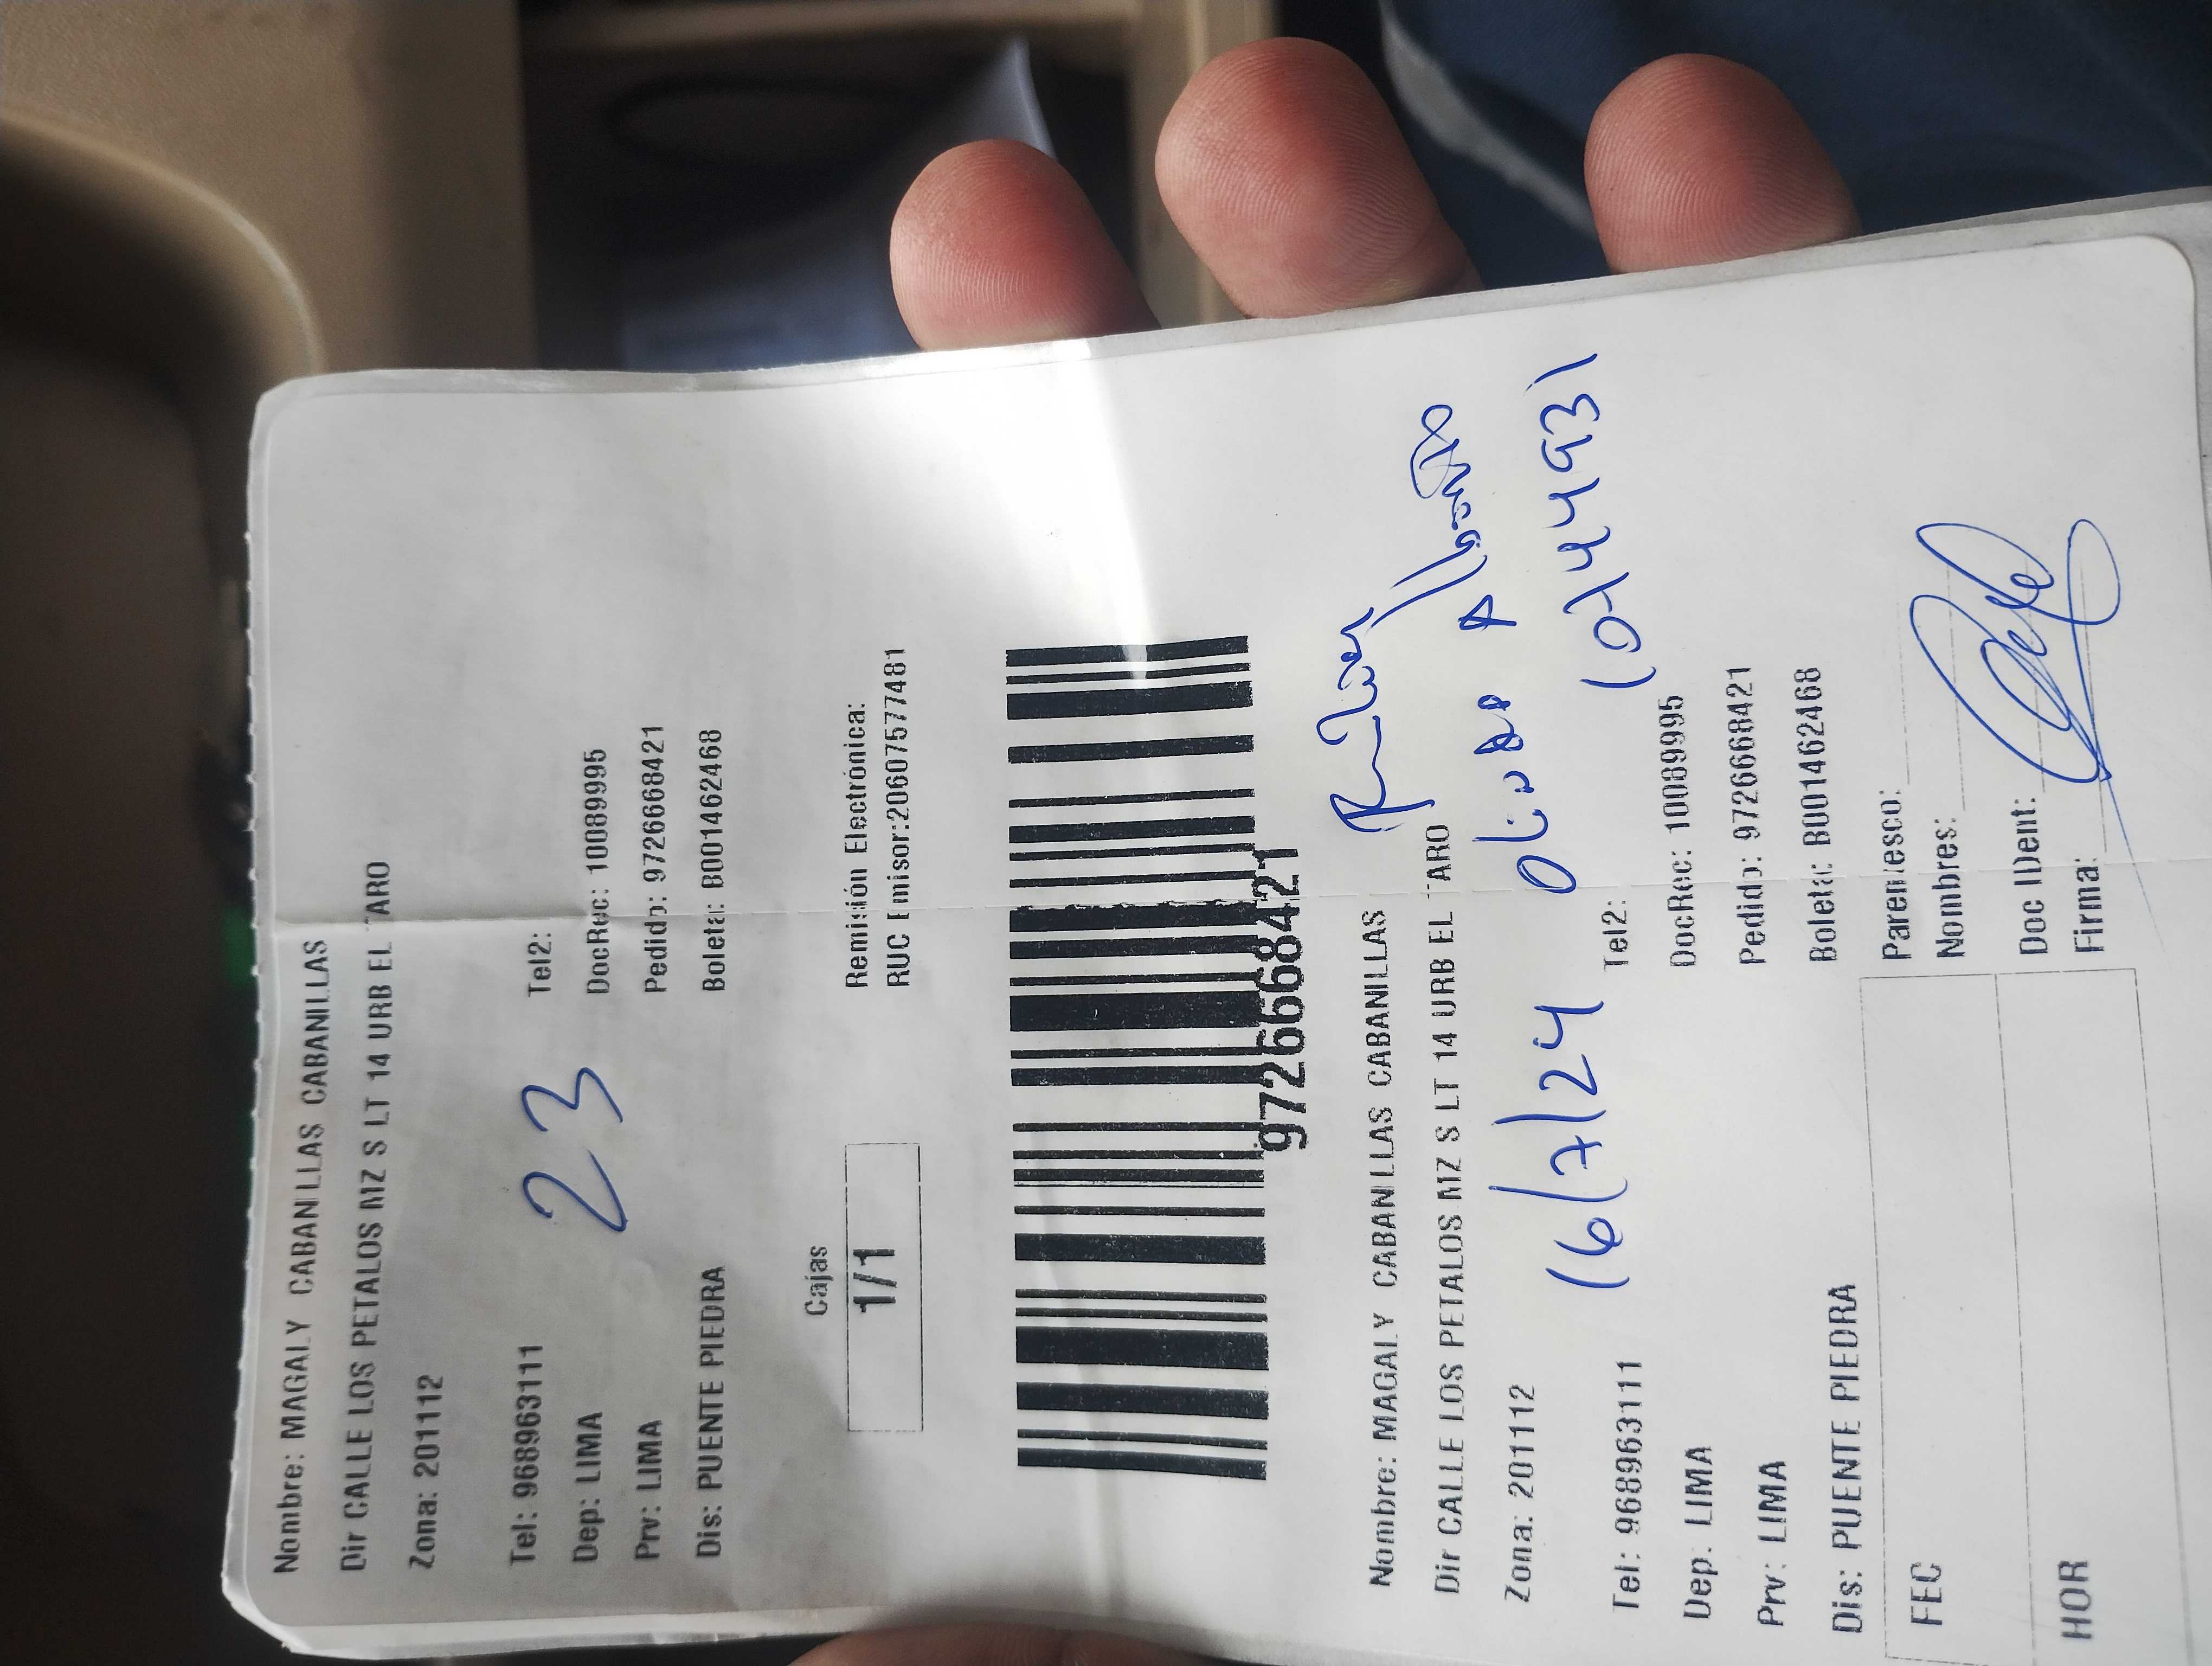 Nombre: MAGALY CABANILLAS CABANILLAS
Dir CALLE LOS PETALOS MZ S LT 14 URB EL TARO
Zona: 201112
23
Tel: 968963111 Tel2:
Dep: LIMA DocRec: 10089995
Prv: LIMA Pedido: 9726668421
Dis: PUENTE PIEDRA Boleta: B001462468
Cajas Remisión Electrónica:
1/1 RUC Emisor:20607577481
9726668421
Nombre: MAGALY CABANILLAS CABANILLAS
Dir CALLE LOS PETALOS MZ S LT 14 URB EL TARO
Zona: 201112
16/7/24
Tel: 968963111 Tel2:
Dep: LIMA DocRec: 10089995
Prv: LIMA Pedido: 9726668421
Dis: PUENTE PIEDRA Boleta: B001462468
FEC Parentesco:
Nombres:
HOR Doc IDent:
Firma: